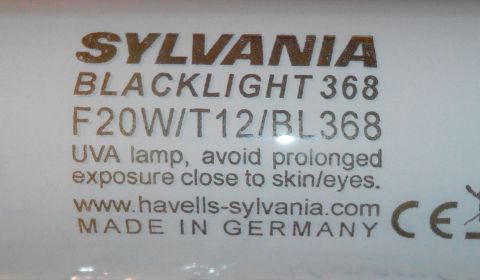 SYLVANIA
BLACKLIGHT 368
F20W/T12/BL368
UVA lamp, avoid prolonged
exposure close to skin/eyes.
www.havells-sylvania.com
MADE IN GERMANY CE